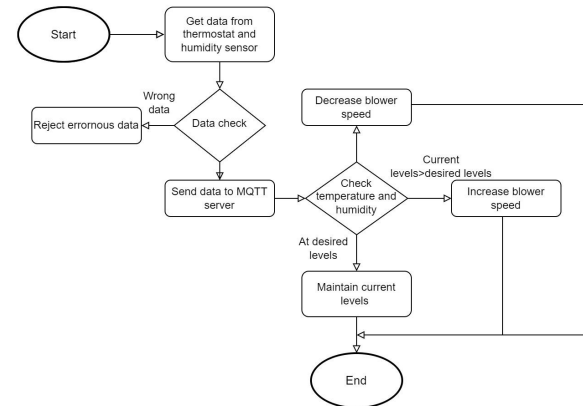 Start
Get data from
thermostat and
humidity sensor
Wrong
data
Data check
Reject errornous data
Decrease blower
speed
Send data to MQTT
server
Check
temperature and
humidity
Current
levels>desired levels
Increase blower
speed
At desired
levels
Maintain current
levels
End